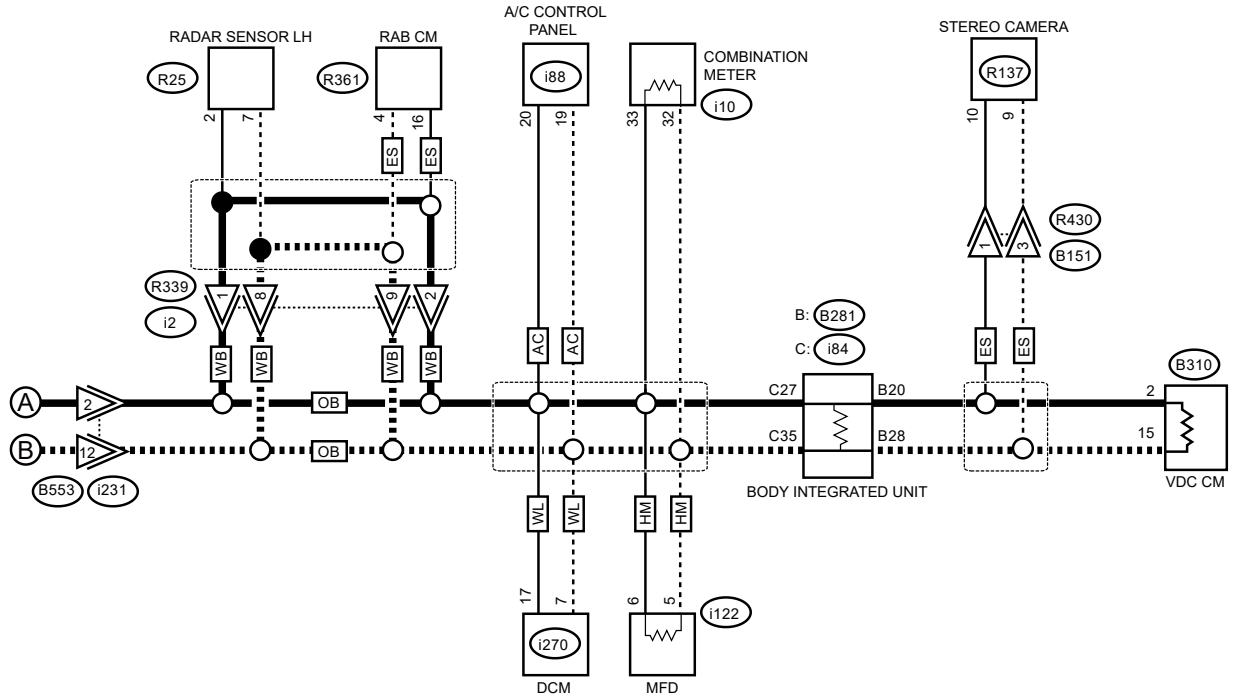 A/C CONTROL
PANEL
RADAR SENSOR LH
RAB CM
STEREO CAMERA
COMBINATION
METER
R25
R361
i88
i10
R137
2
7
4
16
20
19
33
32
10
9
ES
ES
R430
B151
1
3
R339
i2
1
8
9
2
B: B281
C: i84
WB
WB
WB
WB
AC
AC
ES
ES
B310
A
2
OB
C27
B20
2
B
12
OB
C35
B28
15
B553
i231
BODY INTEGRATED UNIT
VDC CM
WL
WL
HM
HM
17
7
6
5
i122
i270
DCM
MFD